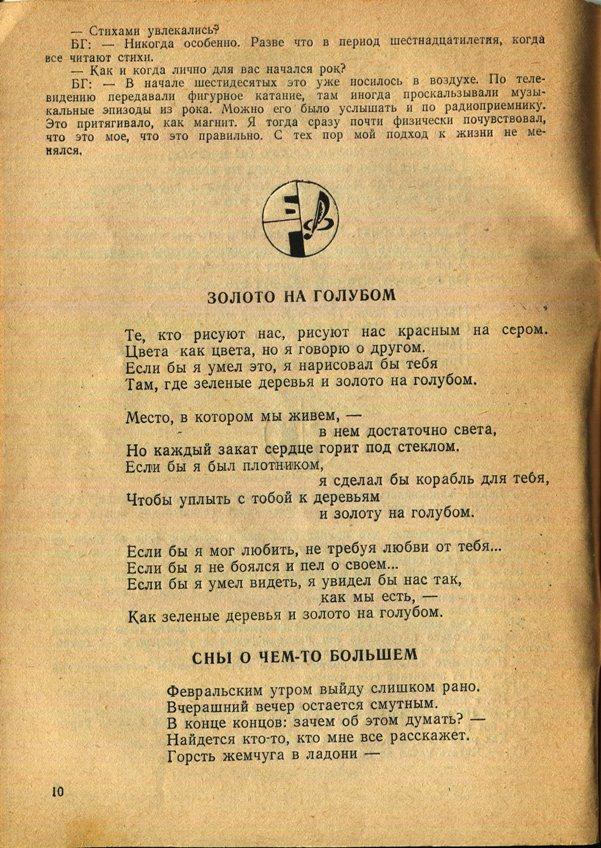 — Стихами увлекались?
БГ: — Никогда особенно. Разве что в период шестнадцатилетия, когда
все читают стихи.
— Как и когда лично для вас начался рок?
БГ: — В начале шестидесятых это уже носилось в воздухе. По теле-
видению передавали фигурное катание, там иногда проскальзывали музы-
кальные эпизоды из рока. Можно его было услышать и по радиоприемнику.
Это притягивало, как магнит. Я тогда сразу почти физически почувствовал,
что это мое, что это правильно. С тех пор мой подход к жизни не ме-
нялся.
ЗОЛОТО НА ГОЛУБОМ
Те, кто рисуют нас, рисуют нас красным на сером.
Цвета как цвета, но я говорю о другом.
Если бы я умел это, я нарисовал бы тебя
Там, где зеленые деревья и золото на голубом.
Место, в котором мы живем, —
в нем достаточно света,
Но каждый закат сердце горит под стеклом.
Если бы я был плотником,
я сделал бы корабль для тебя,
Чтобы уплыть с тобой к деревьям
и золоту на голубом.
Если бы я мог любить, не требуя любви от тебя...
Если бы я не боялся и пел о своем...
Если бы я умел видеть, я увидел бы нас так,
как мы есть, —
Как зеленые деревья и золото на голубом.
СНЫ О ЧЕМ-ТО БОЛЬШЕМ
Февральским утром выйду слишком рано.
Вчерашний вечер остается смутным.
В конце концов: зачем об этом думать? —
Найдется кто-то, кто мне все расскажет.
Горсть жемчуга в ладони —
10